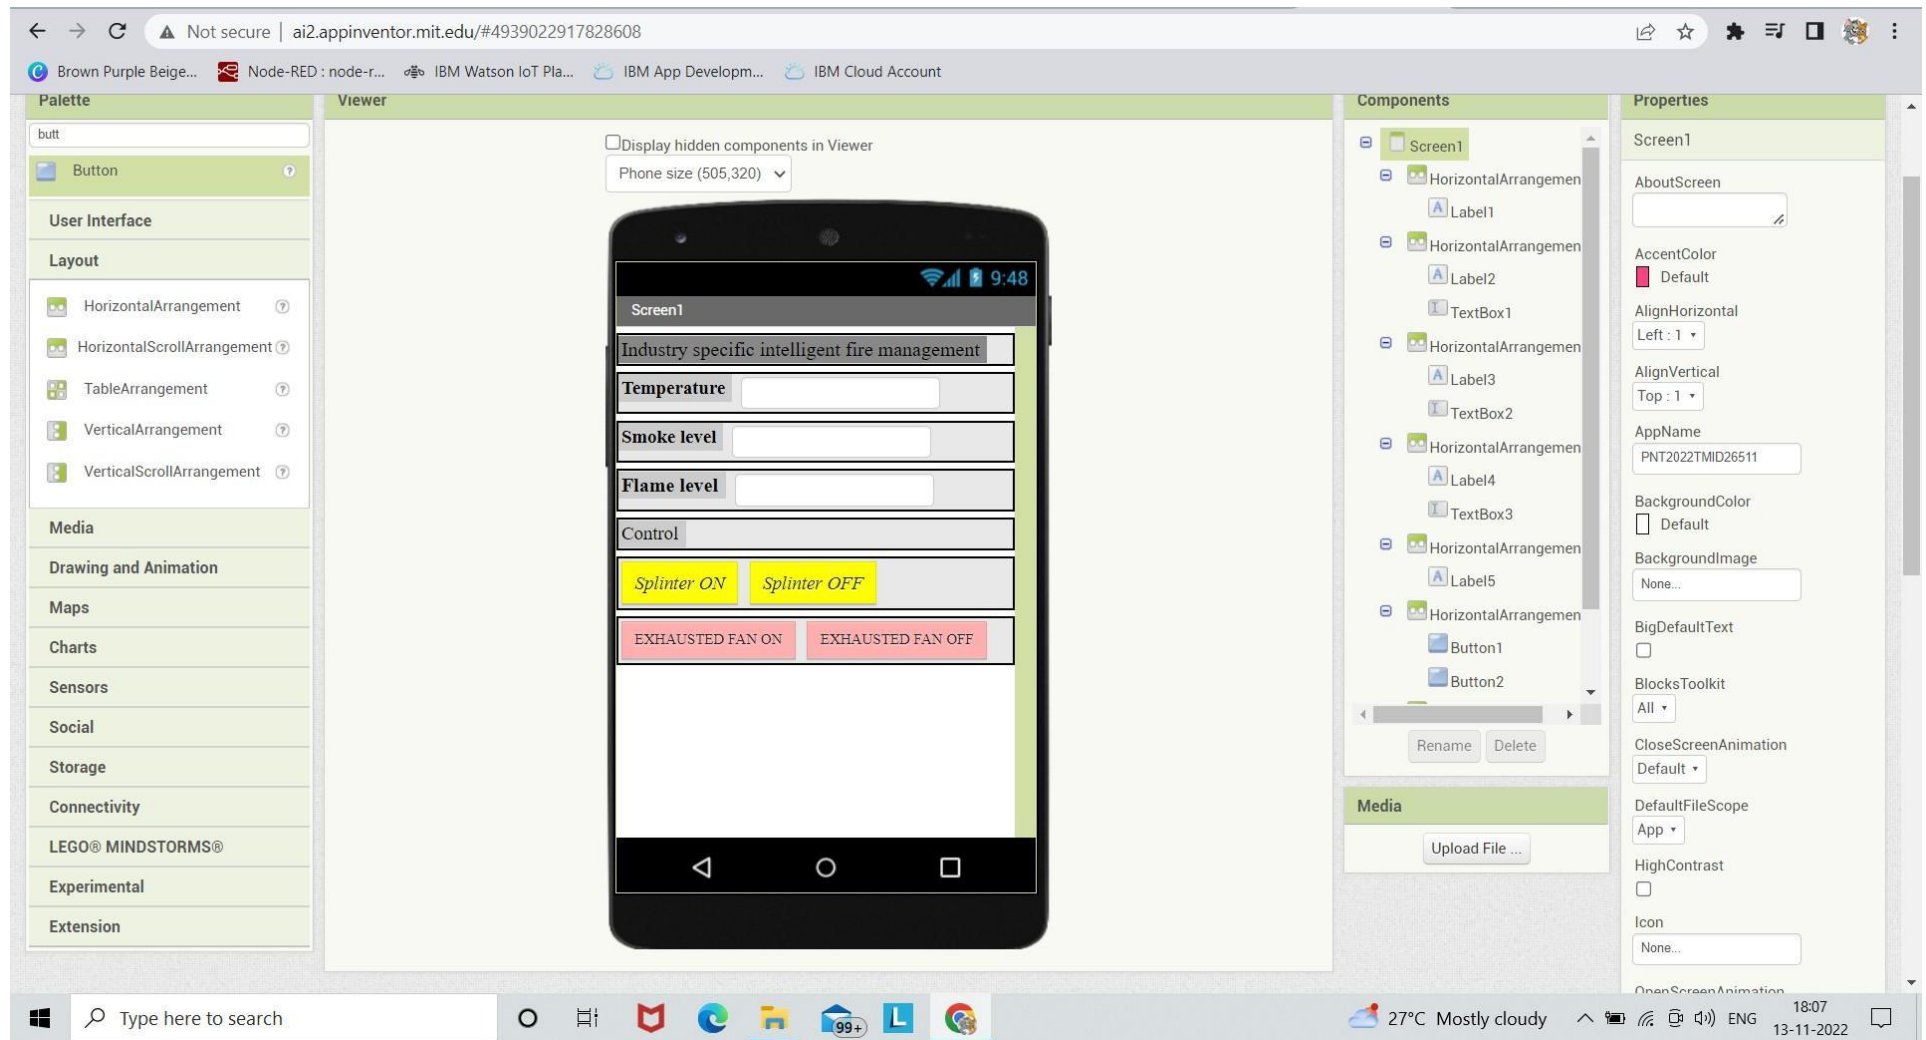 Not secure | ai2.appinventor.mit.edu/#4939022917828608
Brown Purple Beige... Node-RED : node-r... IBM Watson IoT Pla... IBM App Developm... IBM Cloud Account
Palette
butt
Button
User Interface
Layout
HorizontalArrangement
HorizontalScrollArrangement
TableArrangement
VerticalArrangement
VerticalScrollArrangement
Media
Drawing and Animation
Maps
Charts
Sensors
Social
Storage
Connectivity
LEGO® MINDSTORMS®
Experimental
Extension
Viewer
Display hidden components in Viewer
Phone size (505,320)
9:48
Screen1
Industry specific intelligent fire management
Temperature
Smoke level
Flame level
Control
Splinter ON Splinter OFF
EXHAUSTED FAN ON EXHAUSTED FAN OFF
Components
Screen1
HorizontalArrangemen
Label1
HorizontalArrangemen
Label2
TextBox1
HorizontalArrangemen
Label3
TextBox2
HorizontalArrangemen
Label4
TextBox3
HorizontalArrangemen
Label5
HorizontalArrangemen
Button1
Button2
Rename Delete
Media
Upload File ...
Properties
Screen1
AboutScreen
AccentColor
Default
AlignHorizontal
Left : 1
AlignVertical
Top : 1
AppName
PNT2022TMID26511
BackgroundColor
Default
BackgroundImage
None...
BigDefaultText
BlocksToolkit
All
CloseScreenAnimation
Default
DefaultFileScope
App
HighContrast
Icon
None...
OpenScreenAnimation
Type here to search
99+
L
27°C Mostly cloudy
ENG
18:07
13-11-2022